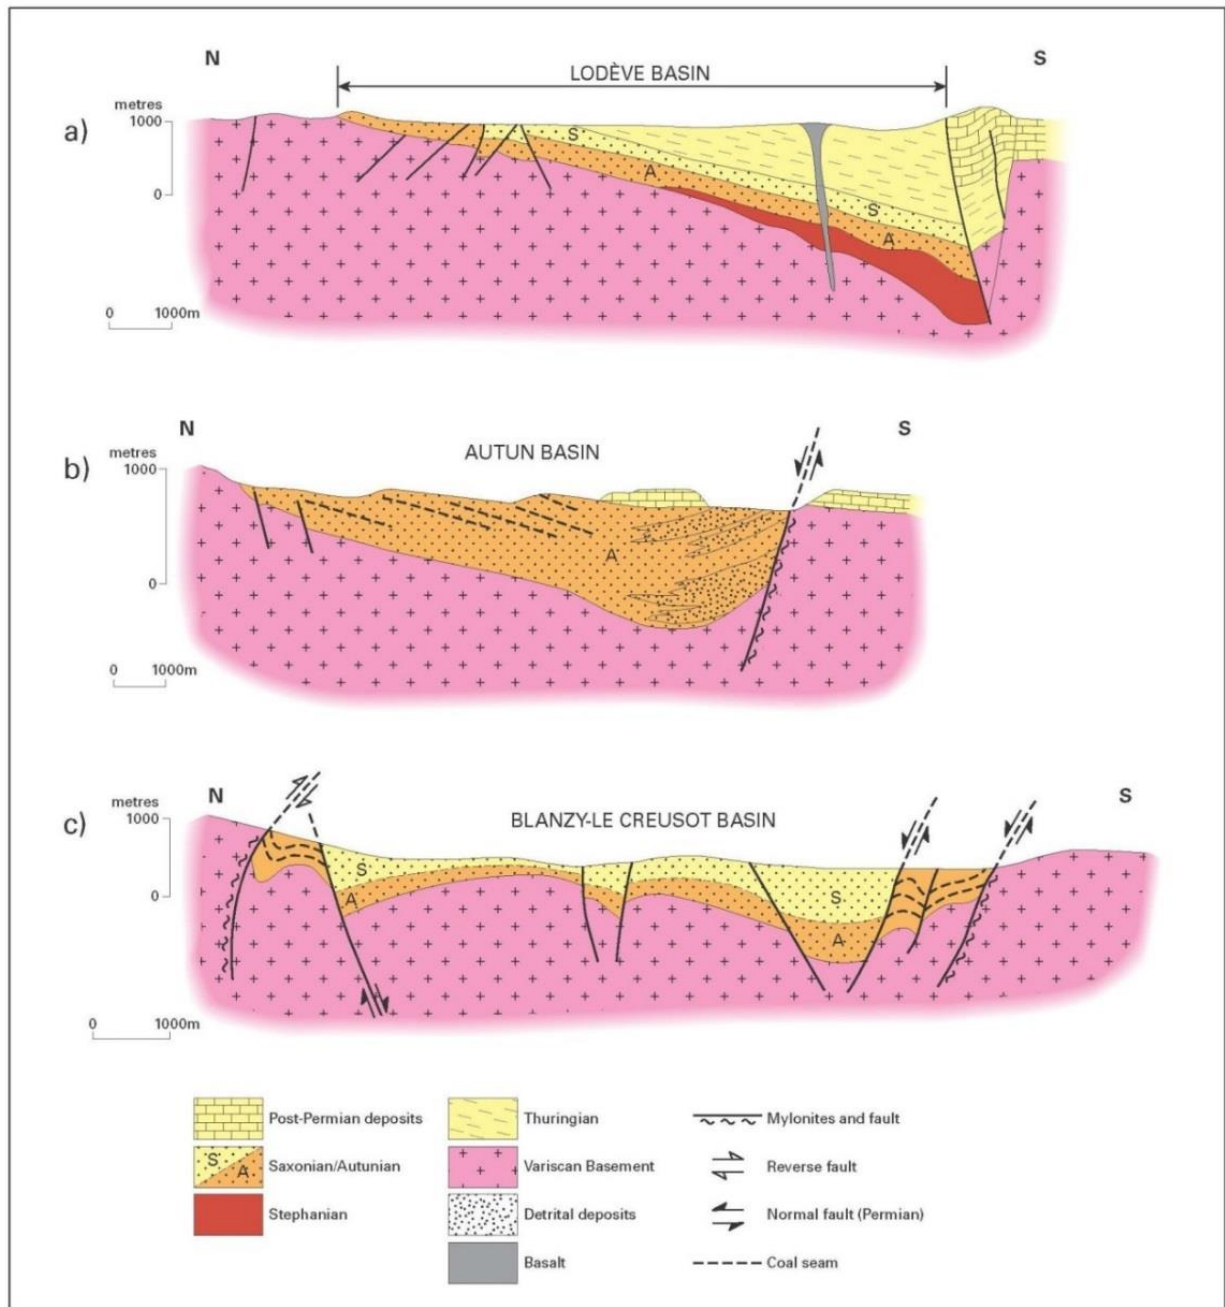 N
LODÈVE BASIN
S
a)
metres
1000
0
S
A
S
A
0 1000m
N
AUTUN BASIN
S
b)
metres
1000
0
A
0 1000m
N
BLANZY-LE CREUSOT BASIN
S
c)
metres
1000
0
S
A
S
A
0 1000m
Post-Permian deposits
Thuringian
Mylonites and fault
S
A
Saxonian/Autunian
Variscan Basement
Reverse fault
Stephanian
Detrital deposits
Normal fault (Permian)
Basalt
Coal seam